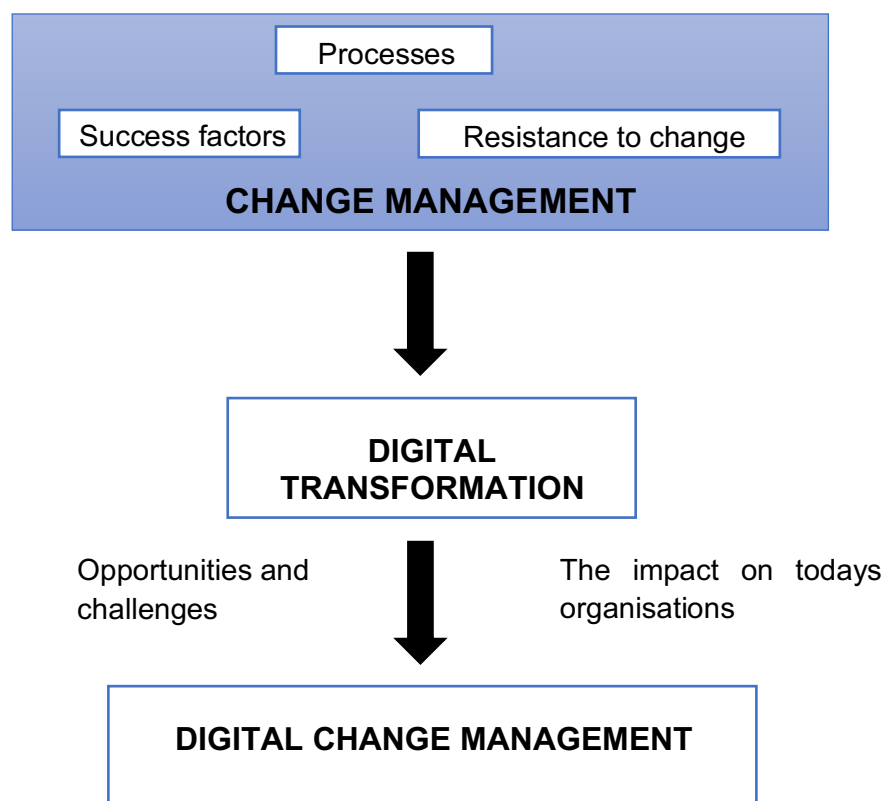 Processes
Success factors
Resistance to change
CHANGE MANAGEMENT
DIGITAL
TRANSFORMATION
Opportunities and
challenges
The impact on todays
organisations
DIGITAL CHANGE MANAGEMENT